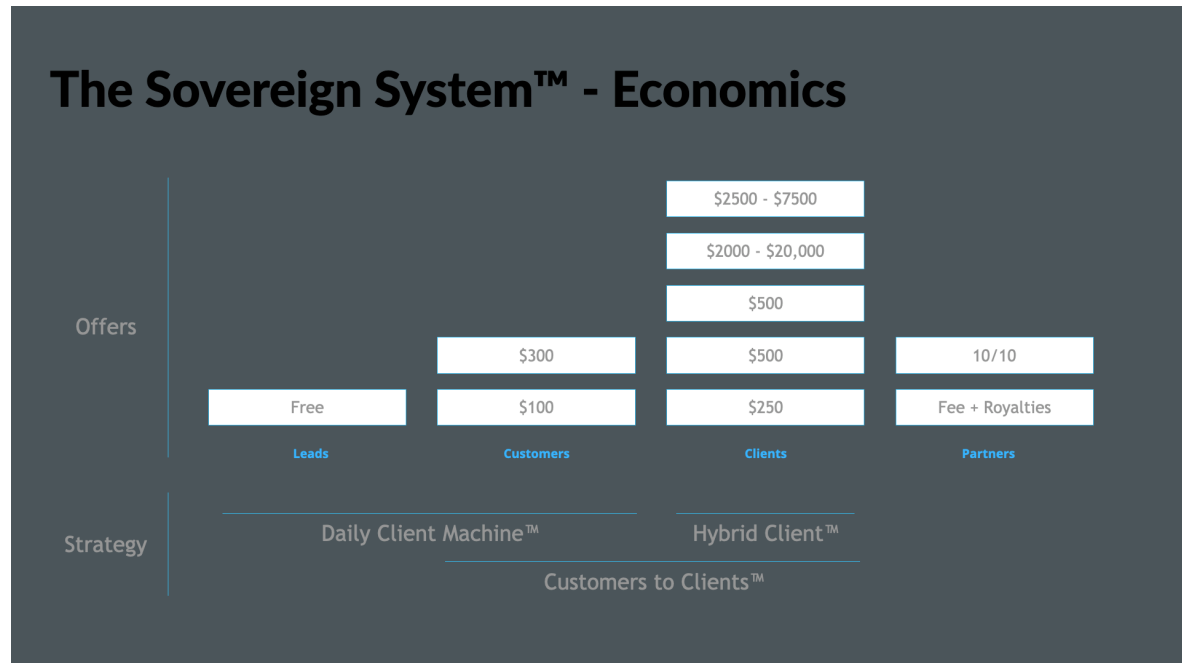 The Sovereign System™ - Economics
$2500 - $7500
$2000 - $20,000
$500
Offers
$300
$500
10/10
Free
$100
$250
Fee + Royalties
Leads
Customers
Clients
Partners
Strategy
Daily Client Machine™
Hybrid Client™
Customers to Clients™